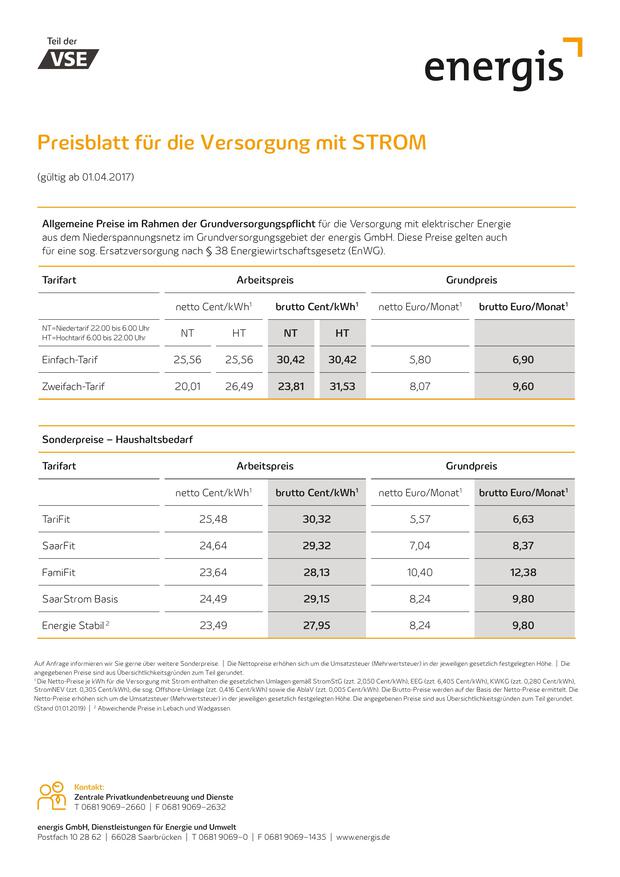 Teil der
VSE
energis
Preisblatt für die Versorgung mit STROM
(gültig ab 01.04.2017)
Allgemeine Preise im Rahmen der Grundversorgungspflicht für die Versorgung mit elektrischer Energie
aus dem Niederspannungsnetz im Grundversorgungsgebiet der energis GmbH. Diese Preise gelten auch
für eine sog. Ersatzversorgung nach § 38 Energiewirtschaftsgesetz (EnWG).
Tarifart Arbeitspreis Grundpreis
netto Cent/kWh¹ brutto Cent/kWh¹ netto Euro/Monat¹ brutto Euro/Monat¹
NT=Niedertarif 22.00 bis 6.00 Uhr
HT=Hochtarif 6.00 bis 22.00 Uhr
NT HT NT HT
Einfach-Tarif 25,56 25,56 30,42 30,42 5,80 6,90
Zweifach-Tarif 20,01 26,49 23,81 31,53 8,07 9,60
Sonderpreise – Haushaltsbedarf
Tarifart Arbeitspreis Grundpreis
netto Cent/kWh¹ brutto Cent/kWh¹ netto Euro/Monat¹ brutto Euro/Monat¹
TariFit 25,48 30,32 5,57 6,63
SaarFit 24,64 29,32 7,04 8,37
FamiFit 23,64 28,13 10,40 12,38
SaarStrom Basis 24,49 29,15 8,24 9,80
Energie Stabil² 23,49 27,95 8,24 9,80
Auf Anfrage informieren wir Sie gerne über weitere Sonderpreise. | Die Nettopreise erhöhen sich um die Umsatzsteuer (Mehrwertsteuer) in der jeweiligen gesetzlich festgelegten Höhe. | Die
angegebenen Preise sind aus Übersichtlichkeitsgründen zum Teil gerundet.
¹ Die Netto-Preise je kWh für die Versorgung mit Strom enthalten die gesetzlichen Umlagen gemäß StromStG (zzt. 2,050 Cent/kWh), EEG (zzt. 6,405 Cent/kWh), KWKG (zzt. 0,280 Cent/kWh),
StromNEV (zzt. 0,305 Cent/kWh), die sog. Offshore-Umlage (zzt. 0,416 Cent/kWh) sowie die AblaV (zzt. 0,005 Cent/kWh). Die Brutto-Preise werden auf der Basis der Netto-Preise ermittelt. Die
Netto-Preise erhöhen sich um die Umsatzsteuer (Mehrwertsteuer) in der jeweiligen gesetzlich festgelegten Höhe. Die angegebenen Preise sind aus Übersichtlichkeitsgründen zum Teil gerundet.
(Stand 01.01.2019) | ² Abweichende Preise in Lebach und Wadgassen.
Kontakt:
Zentrale Privatkundenbetreuung und Dienste
T 0681 9069–2660 | F 0681 9069–2632
energis GmbH, Dienstleistungen für Energie und Umwelt
Postfach 10 28 62 | 66028 Saarbrücken | T 0681 9069–0 | F 0681 9069–1435 | www.energis.de